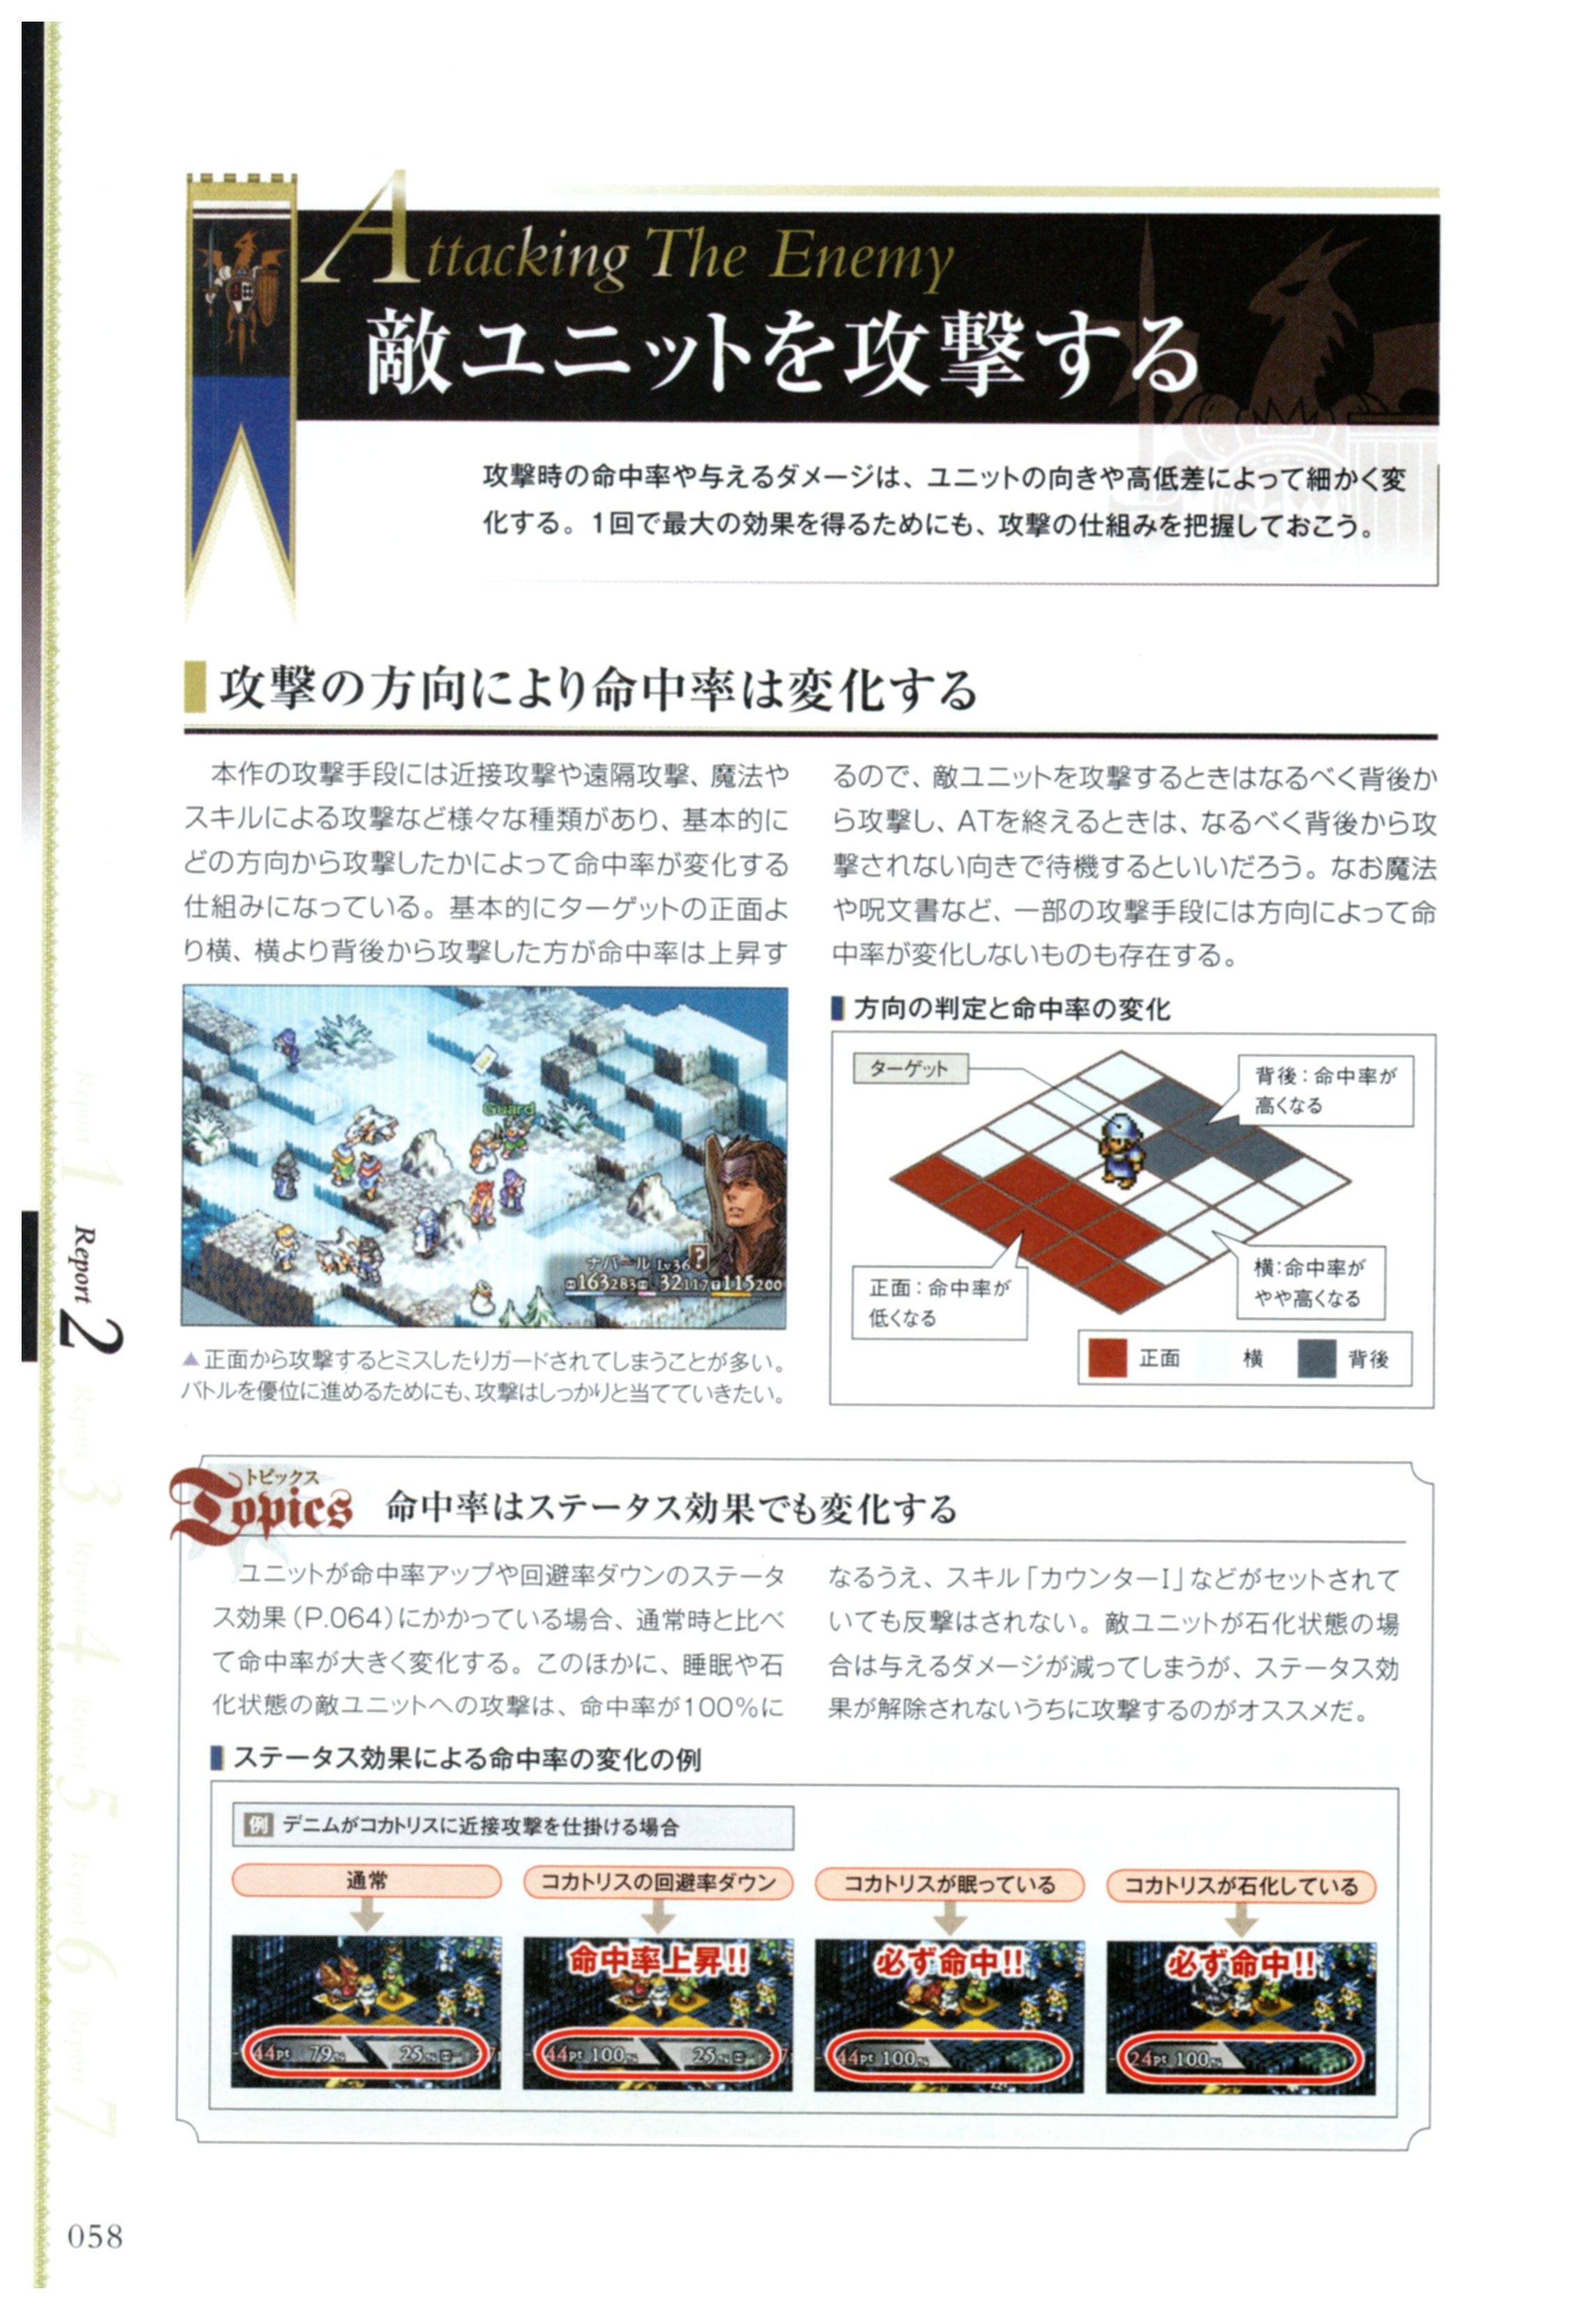 Attacking The Enemy
敵ユニットを攻撃する
攻撃時の命中率や与えるダメージは、ユニットの向きや高低差によって細かく変
化する。1回で最大の効果を得るためにも、攻撃の仕組みを把握しておこう。
攻撃の方向により命中率は変化する
本作の攻撃手段には近接攻撃や遠隔攻撃、魔法や
スキルによる攻撃など様々な種類があり、基本的に
どの方向から攻撃したかによって命中率が変化する
仕組みになっている。基本的にターゲットの正面よ
り横、横より背後から攻撃した方が命中率は上昇す
るので、敵ユニットを攻撃するときはなるべく背後か
ら攻撃し、ATを終えるときは、なるべく背後から攻
撃されない向きで待機するといいだろう。なお魔法
や呪文書など、一部の攻撃手段には方向によって命
中率が変化しないものも存在する。
Guard
ナバール Lv36
?
163283 32117 115200
▲正面から攻撃するとミスしたりガードされてしまうことが多い。
バトルを優位に進めるためにも、攻撃はしっかりと当てていきたい。
方向の判定と命中率の変化
ターゲット
背後：命中率が
高くなる
正面：命中率が
低くなる
横：命中率が
やや高くなる
正面 横 背後
トピックス
Topics
命中率はステータス効果でも変化する
ユニットが命中率アップや回避率ダウンのステータ
ス効果（P.064）にかかっている場合、通常時と比べ
て命中率が大きく変化する。このほかに、睡眠や石
化状態の敵ユニットへの攻撃は、命中率が100％に
なるうえ、スキル「カウンターI」などがセットされて
いても反撃はされない。敵ユニットが石化状態の場
合は与えるダメージが減ってしまうが、ステータス効
果が解除されないうちに攻撃するのがオススメだ。
ステータス効果による命中率の変化の例
例 デニムがコカトリスに近接攻撃を仕掛ける場合
通常
コカトリスの回避率ダウン
コカトリスが眠っている
コカトリスが石化している
命中率上昇!!
必ず命中!!
必ず命中!!
44pt 79% 25%
44pt 100% 25%
44pt 100%
24pt 100%
Report 1
Report 2
Report 3
Report 4
Report 5
Report 6
Report 7
058